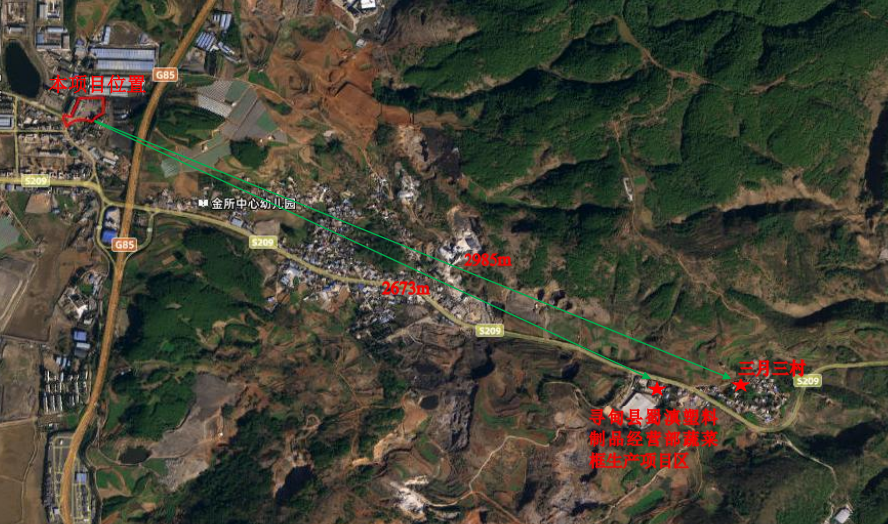 本项目位置
G85
S209
金所中心幼儿园
G85
S209
2985m
2673m
S209
三月三村
S209
寻甸县蜀滇塑料
制品经营部蔬菜
框生产项目区